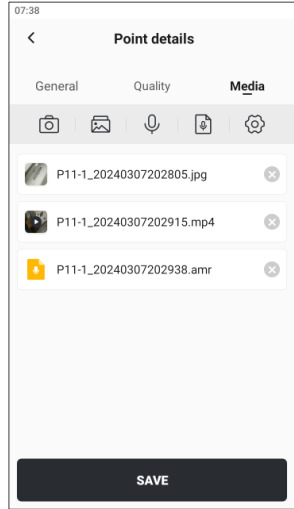 07:38
Point details
General Quality Media
P11-1_20240307202805.jpg
P11-1_20240307202915.mp4
P11-1_20240307202938.amr
SAVE